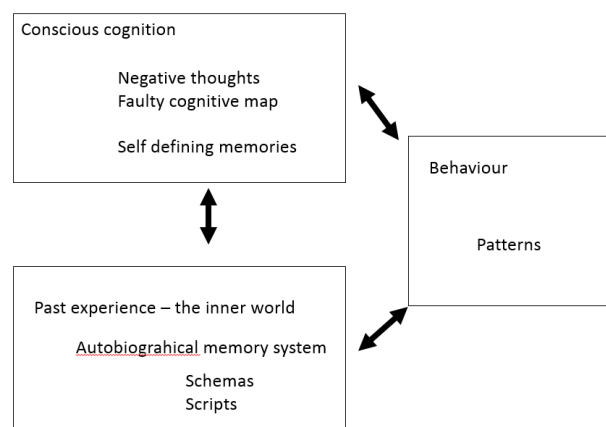 Conscious cognition
Negative thoughts
Faulty cognitive map
Self defining memories
Behaviour
Patterns
Past experience – the inner world
Autobiograhical memory system
Schemas
Scripts